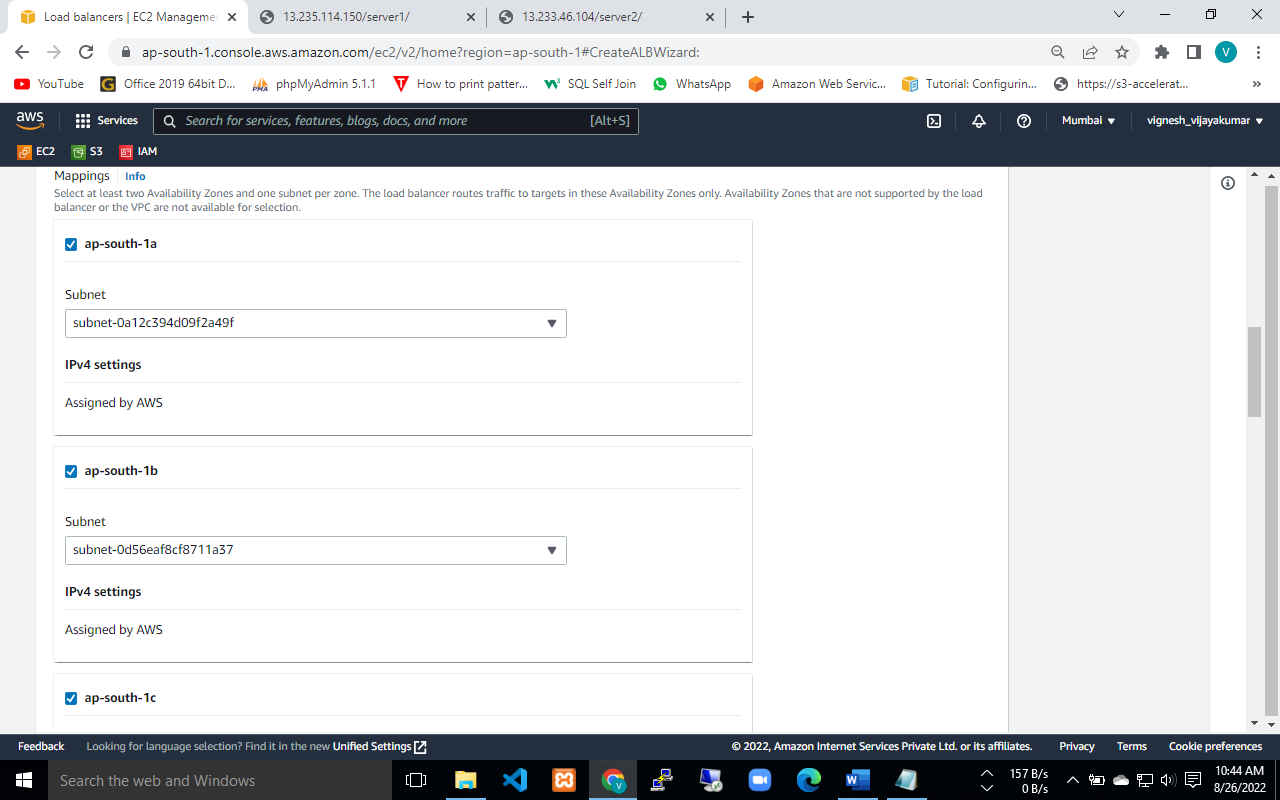 Load balancers | EC2 Manageme
13.235.114.150/server1/
13.233.46.104/server2/
ap-south-1.console.aws.amazon.com/ec2/v2/home?region=ap-south-1#CreateALBWizard:
V
YouTube
Office 2019 64bit D...
phpMyAdmin 5.1.1
How to print patter...
SQL Self Join
WhatsApp
Amazon Web Servic...
Tutorial: Configurin...
https://s3-accelerat...
»
aws
Services
Search for services, features, blogs, docs, and more
[Alt+S]
Mumbai
vignesh_vijayakumar
EC2
S3
IAM
Mappings
Info
Select at least two Availability Zones and one subnet per zone. The load balancer routes traffic to targets in these Availability Zones only. Availability Zones that are not supported by the load
balancer or the VPC are not available for selection.
ap-south-1a
Subnet
subnet-0a12c394d09f2a49f
IPv4 settings
Assigned by AWS
ap-south-1b
Subnet
subnet-0d56eaf8cf8711a37
IPv4 settings
Assigned by AWS
ap-south-1c
Feedback
Looking for language selection? Find it in the new Unified Settings
© 2022, Amazon Internet Services Private Ltd. or its affiliates.
Privacy
Terms
Cookie preferences
Search the web and Windows
157 B/s
0 B/s
10:44 AM
8/26/2022